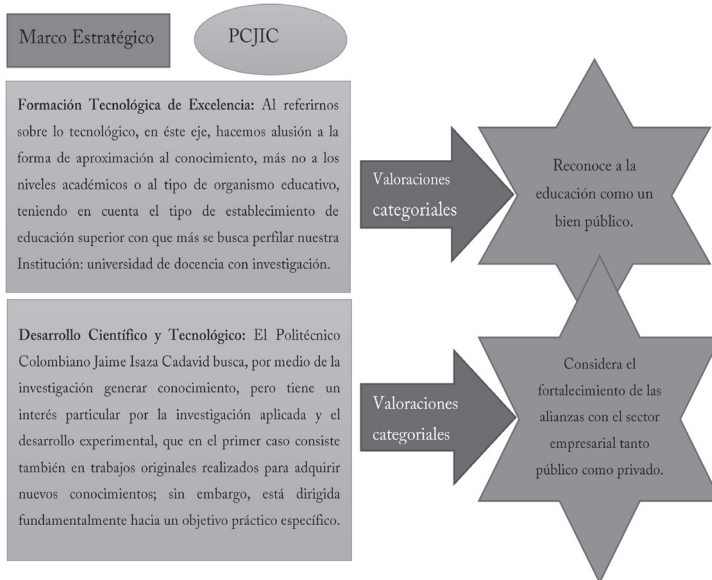 Marco Estratégico
PCJIC
Formación Tecnológica de Excelencia: Al referirnos
sobre lo tecnológico, en éste eje, hacemos alusión a la
forma de aproximación al conocimiento, más no a los
niveles académicos o al tipo de organismo educativo,
teniendo en cuenta el tipo de establecimiento de
educación superior con que más se busca perfilar nuestra
Institución: universidad de docencia con investigación.
Valoraciones
categoriales
Reconoce a la
educación como un
bien público.
Desarrollo Científico y Tecnológico: El Politécnico
Colombiano Jaime Isaza Cadavid busca, por medio de la
investigación generar conocimiento, pero tiene un
interés particular por la investigación aplicada y el
desarrollo experimental, que en el primer caso consiste
también en trabajos originales realizados para adquirir
nuevos conocimientos; sin embargo, está dirigida
fundamentalmente hacia un objetivo práctico específico.
Valoraciones
categoriales
Considera el
fortalecimiento de las
alianzas con el sector
empresarial tanto
público como privado.